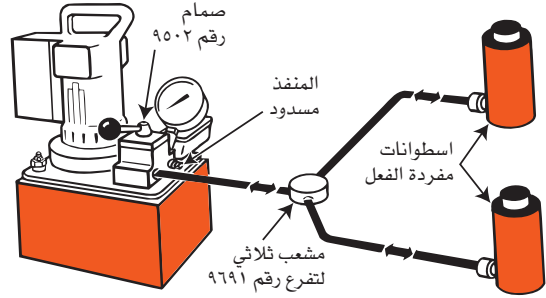 صمام
رقم ٩٥٠٢
المنفذ
مسدود
اسطوانات
مفردة الفعل
مشعب ثلاثي
لتفرع رقم ٩٦٩١